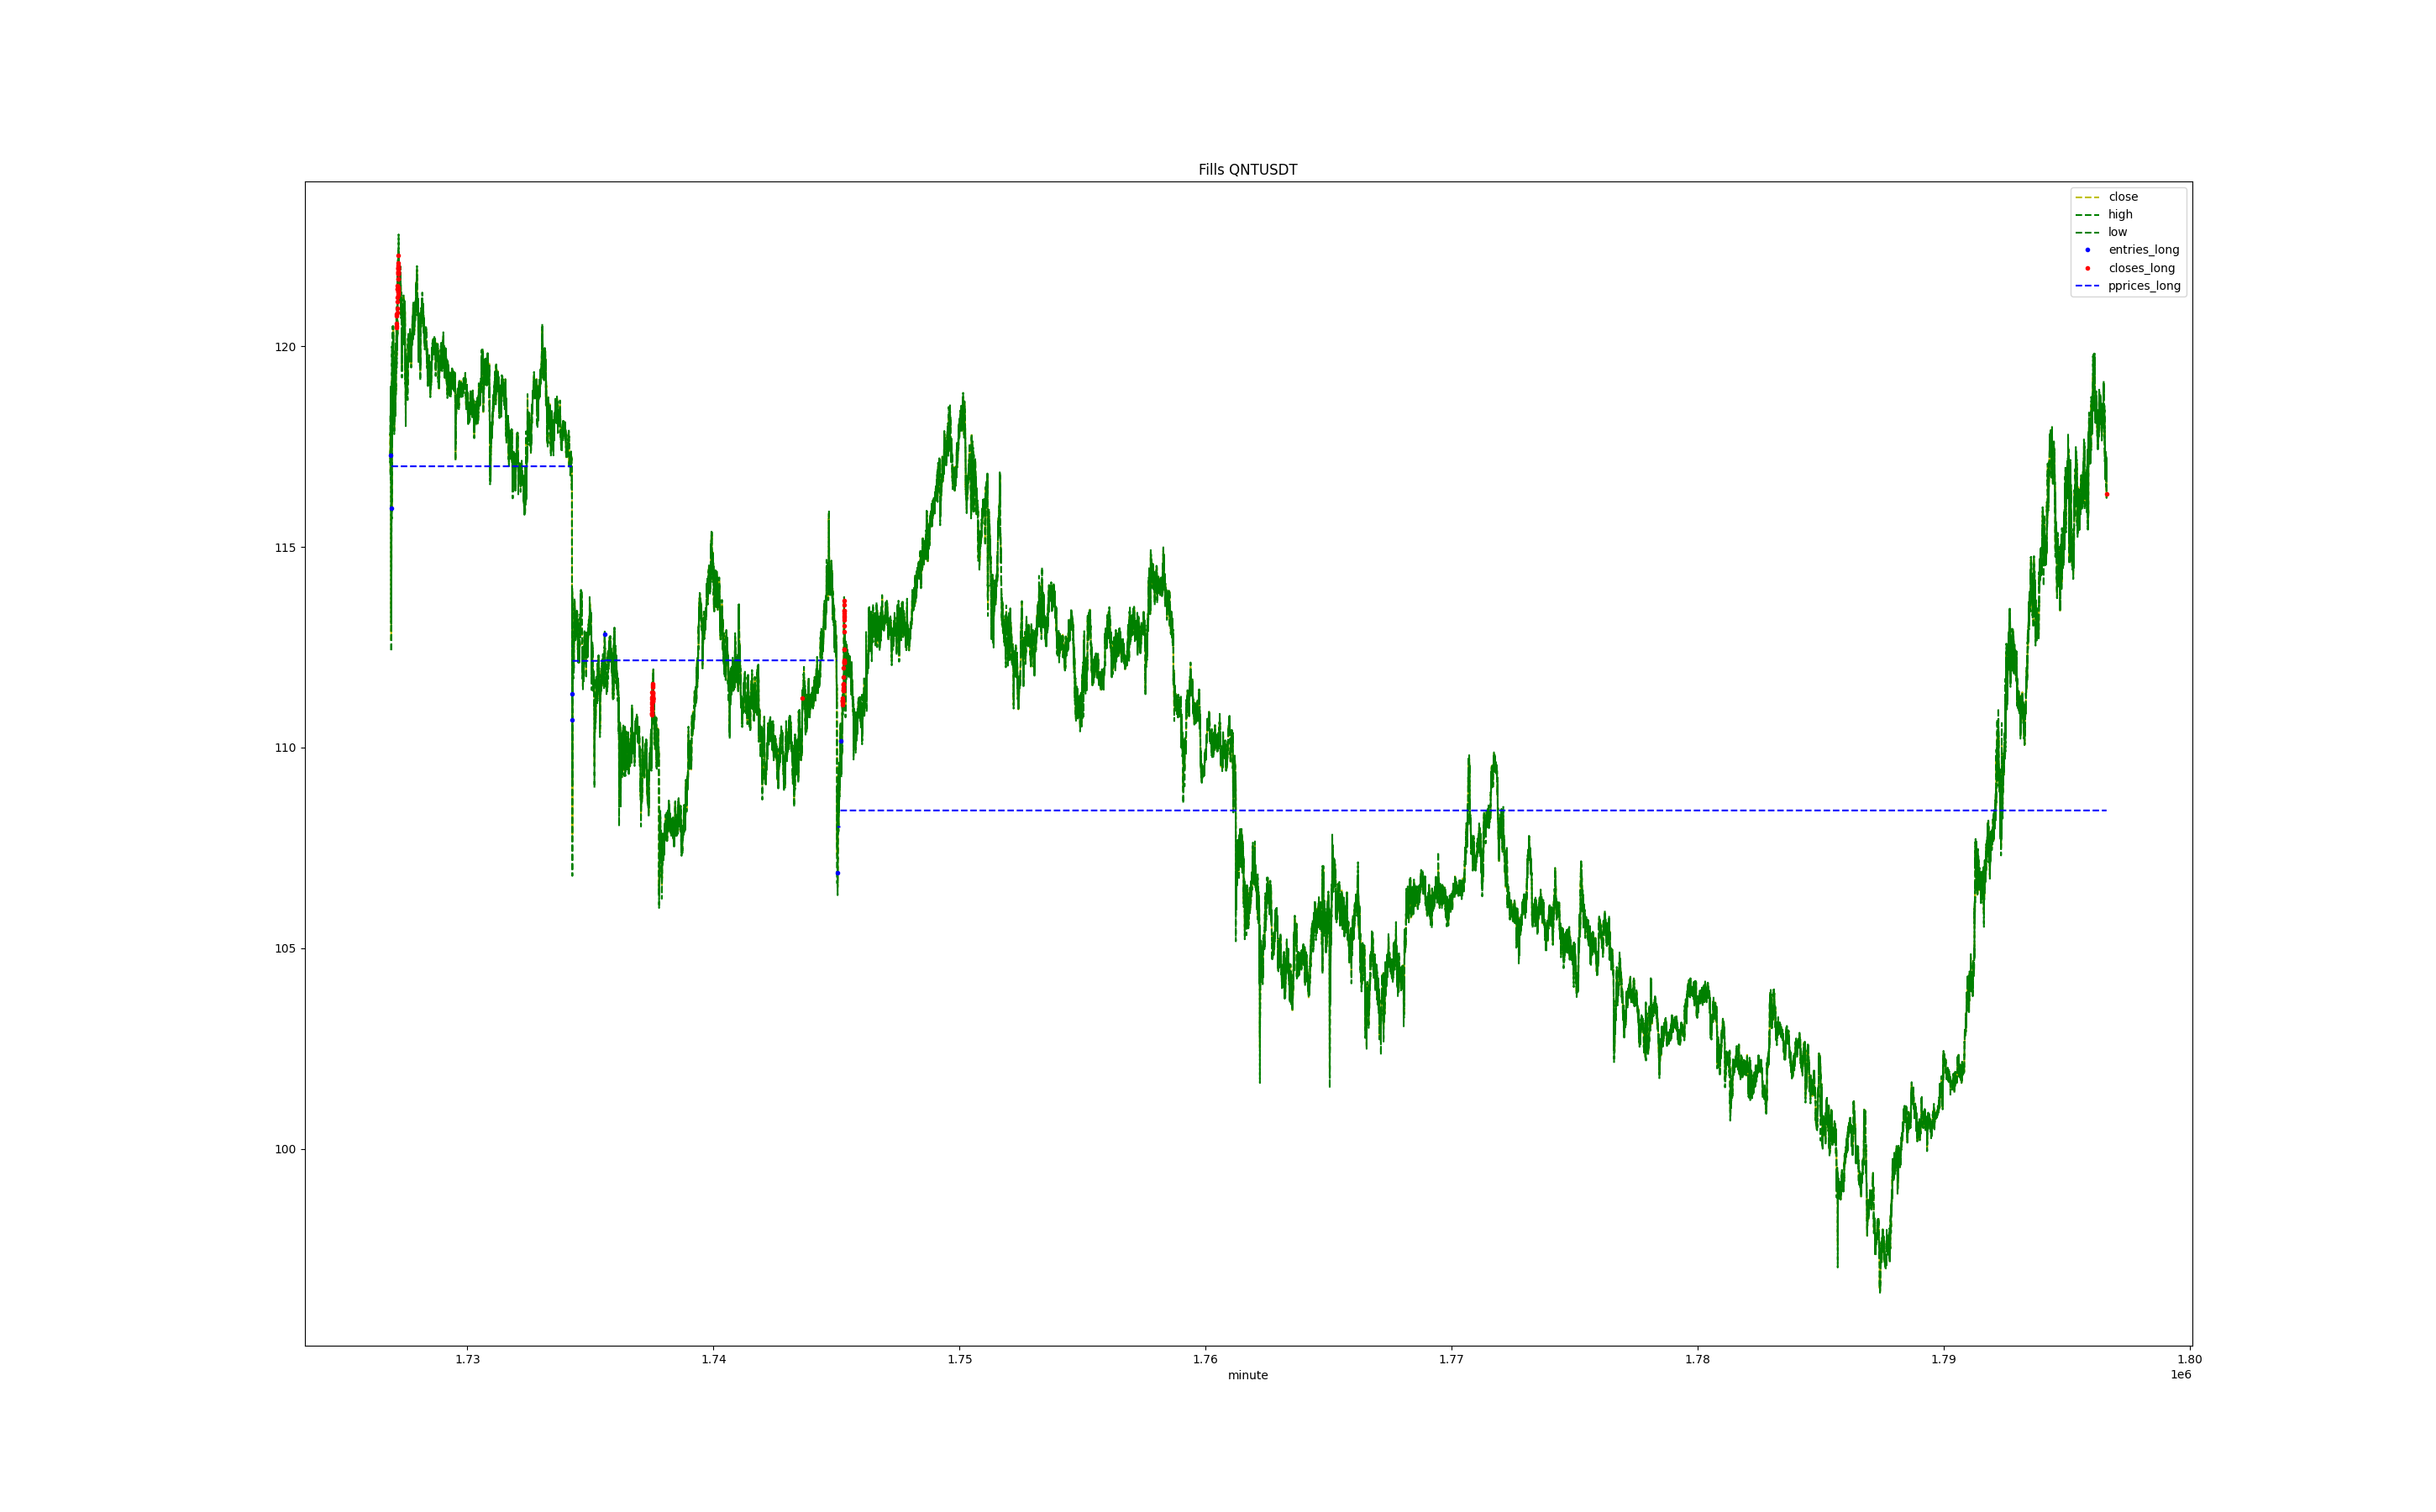 Fills QNTUSDT
close
high
low
entries_long
closes_long
pprices_long
120
115
110
105
100
1.73 1.74 1.75 1.76 1.77 1.78 1.79 1.80
minute 1e6